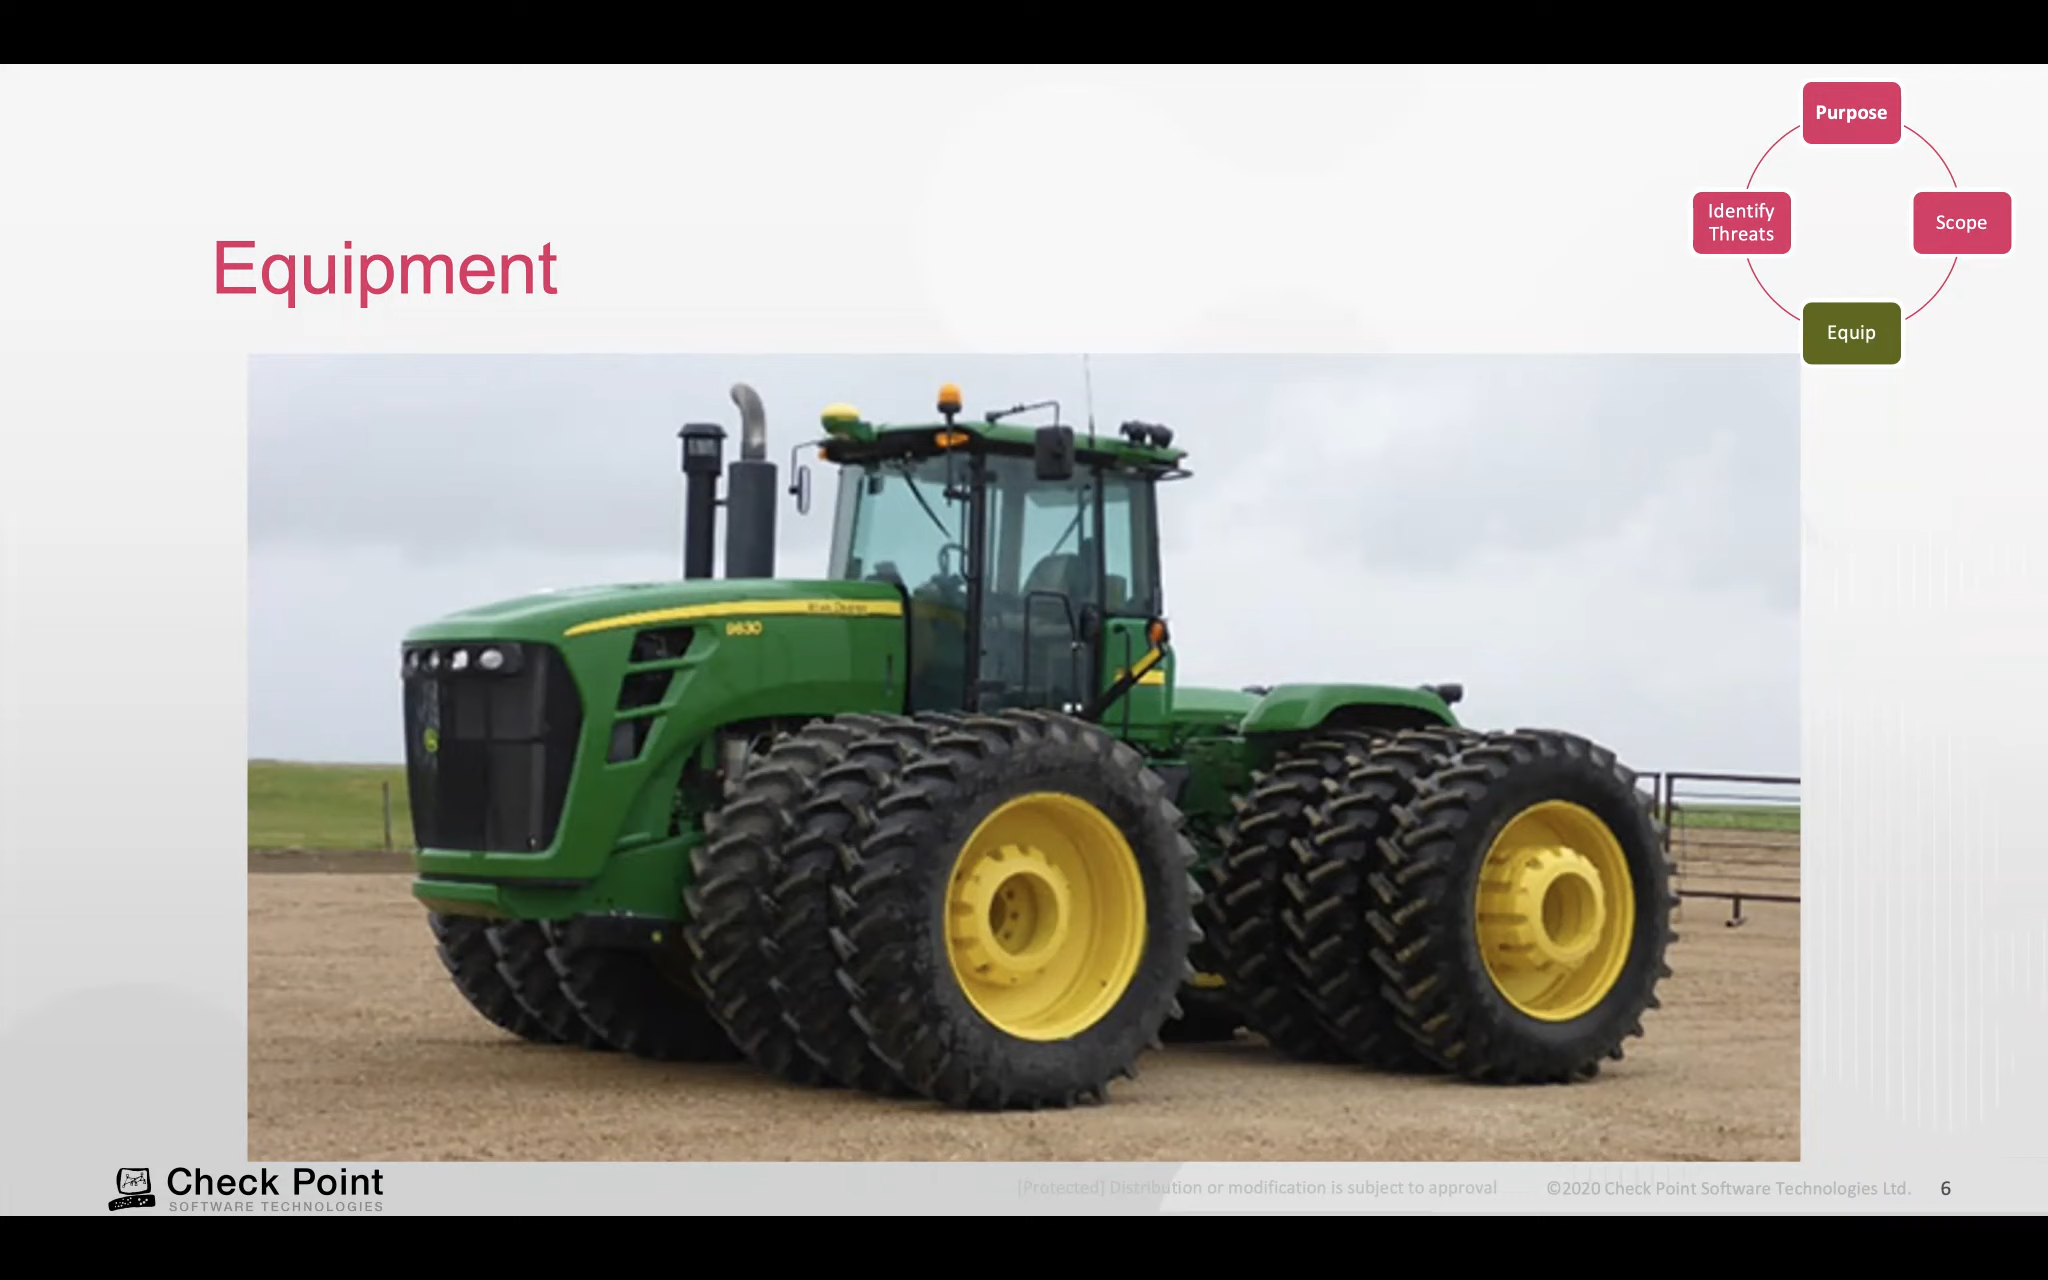 Purpose
Identify
Threats
Scope
Equip
Equipment
9630
Check Point
SOFTWARE TECHNOLOGIES
[Protected] Distribution or modification is subject to approval
©2020 Check Point Software Technologies Ltd.
6